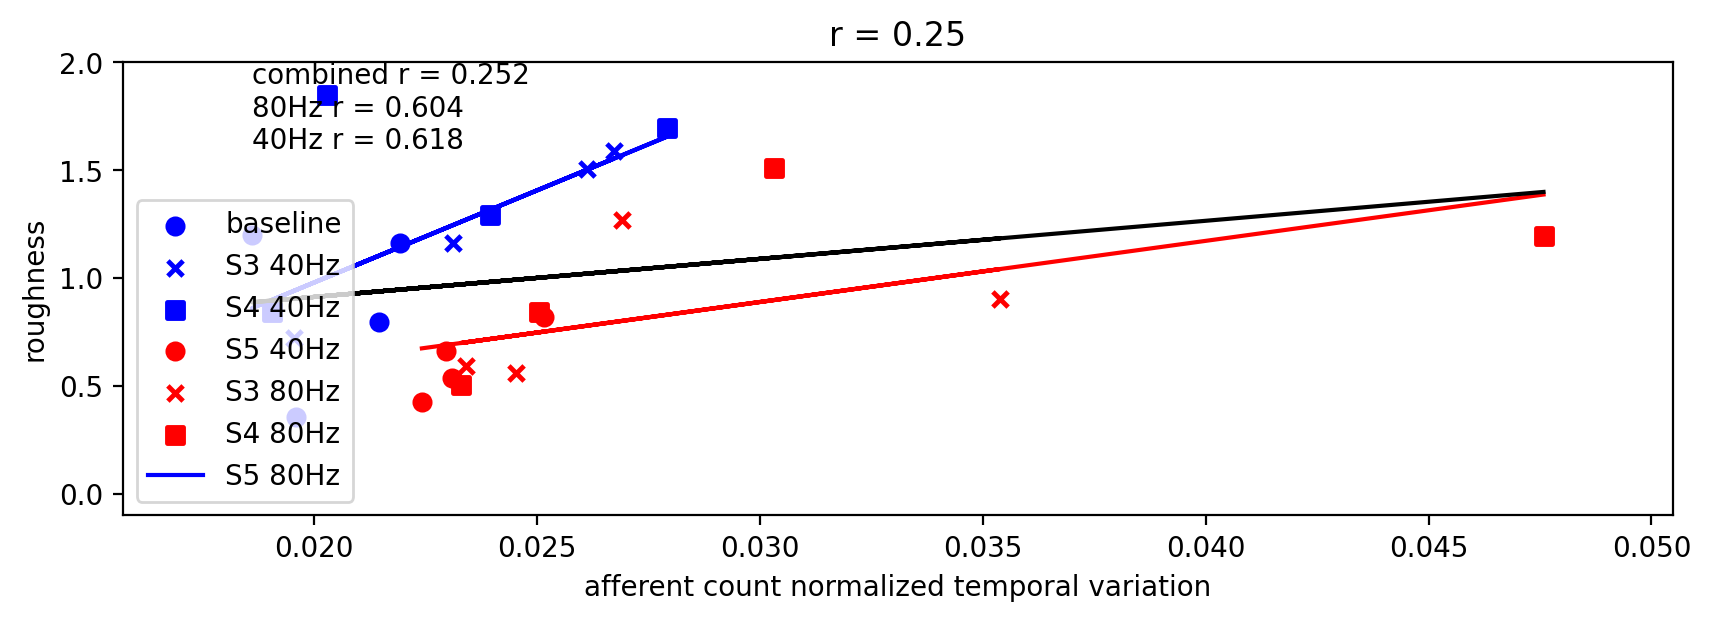 r = 0.25
combined r = 0.252
80Hz r = 0.604
40Hz r = 0.618
2.0
1.5
1.0
0.5
0.0
roughness
baseline
S3 40Hz
S4 40Hz
S5 40Hz
S3 80Hz
S4 80Hz
S5 80Hz
0.020 0.025 0.030 0.035 0.040 0.045 0.050
afferent count normalized temporal variation